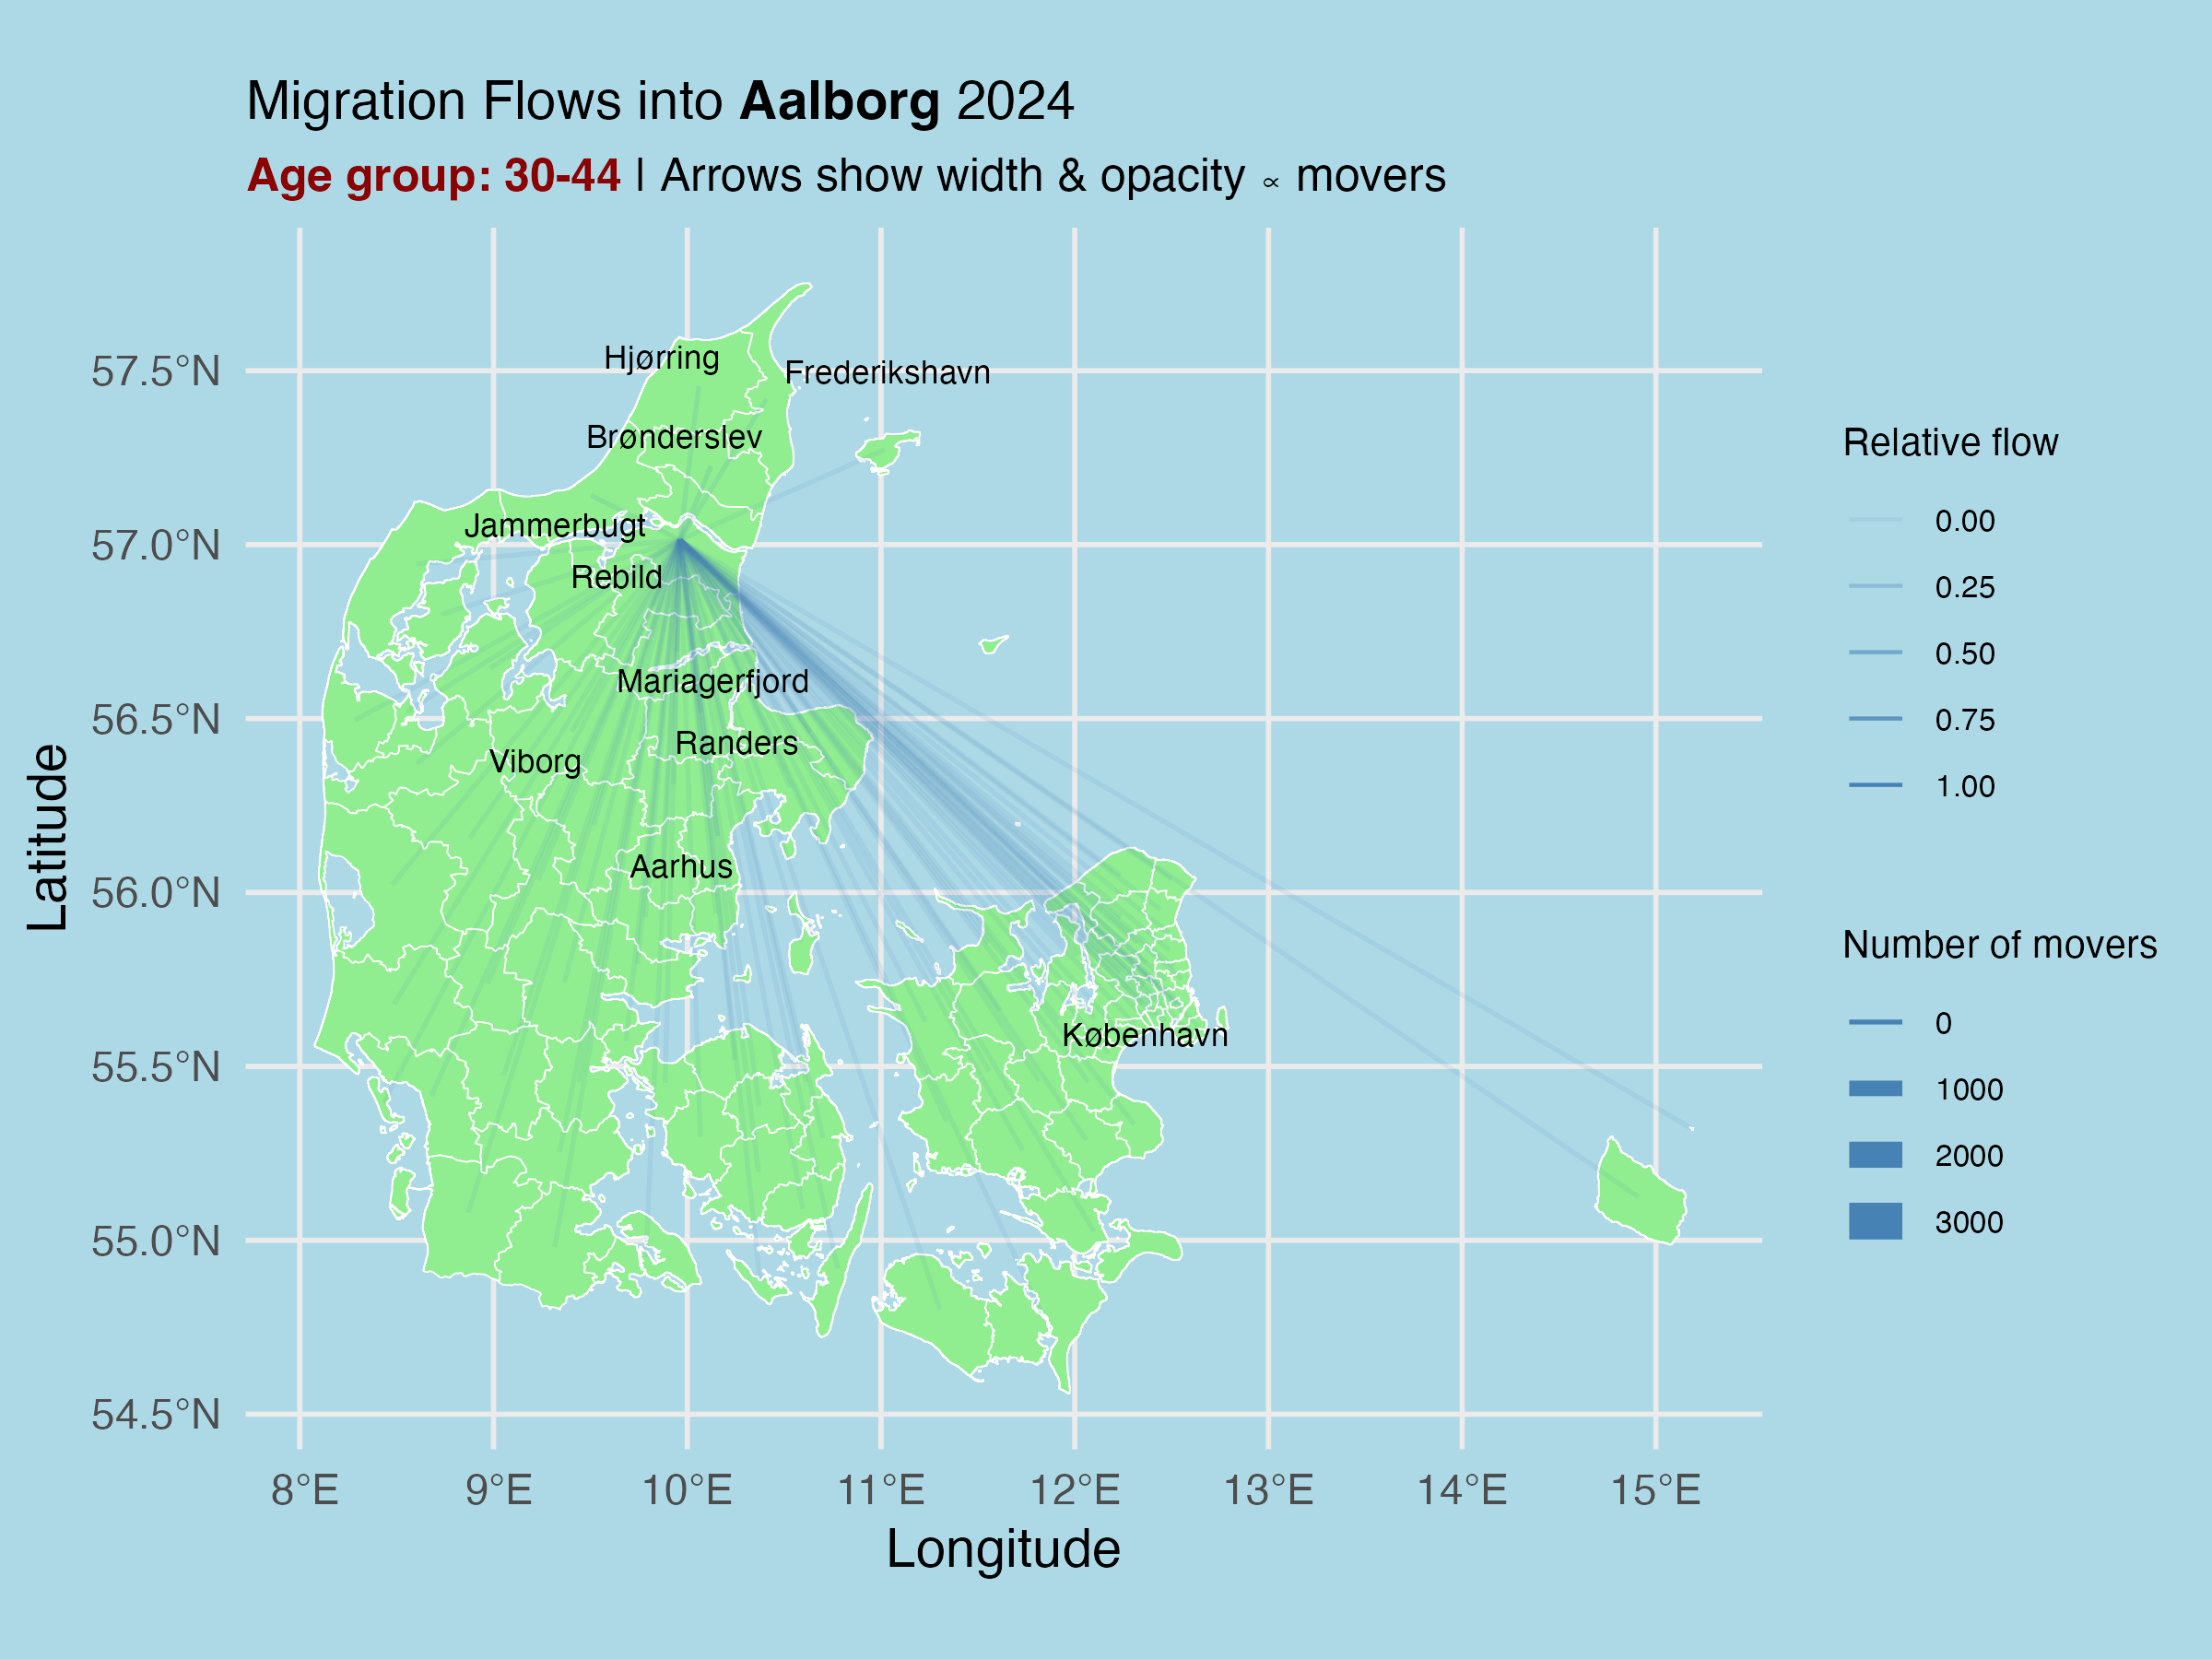 Migration Flows into Aalborg 2024
Age group: 30-44 | Arrows show width & opacity ∝ movers
Latitude
57.5°N
57.0°N
56.5°N
56.0°N
55.5°N
55.0°N
54.5°N
Hjørring
Frederikshavn
Brønderslev
Jammerbugt
Rebild
Mariagerfjord
Randers
Viborg
Aarhus
København
8°E
9°E
10°E
11°E
12°E
13°E
14°E
15°E
Longitude
Relative flow
0.00
0.25
0.50
0.75
1.00
Number of movers
0
1000
2000
3000